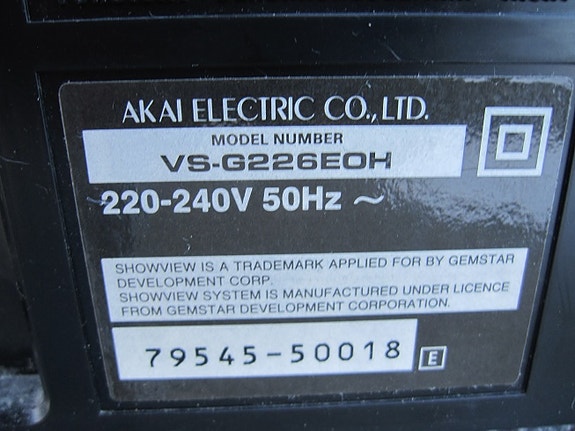 AKAI ELECTRIC CO., LTD.
MODEL NUMBER
VS-G226EOH
220-240V 50Hz ~
SHOWVIEW IS A TRADEMARK APPLIED FOR BY GEMSTAR
DEVELOPMENT CORP.
SHOWVIEW SYSTEM IS MANUFACTURED UNDER LICENCE
FROM GEMSTAR DEVELOPMENT CORPORATION.
79545-50018 E